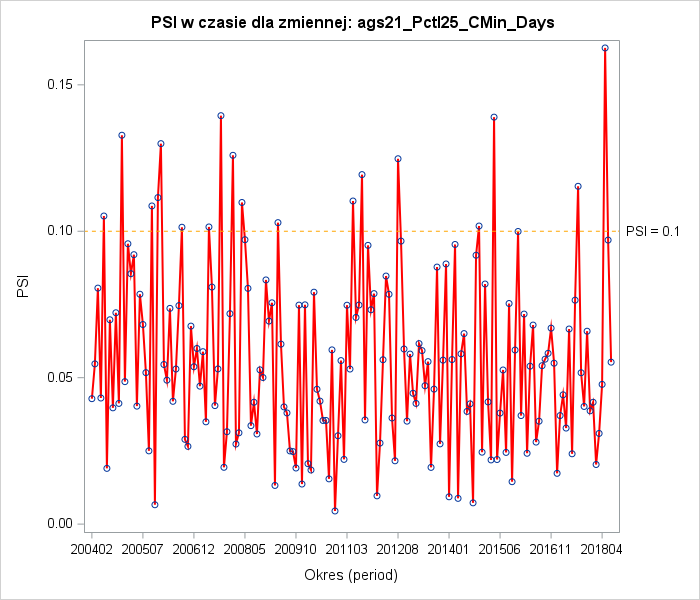 PSI w czasie dla zmiennej: ags21_Pctl25_CMin_Days
0.15
0.10
PSI = 0.1
PSI
0.05
0.00
200402 200507 200612 200805 200910 201103 201208 201401 201506 201611 201804
Okres (period)